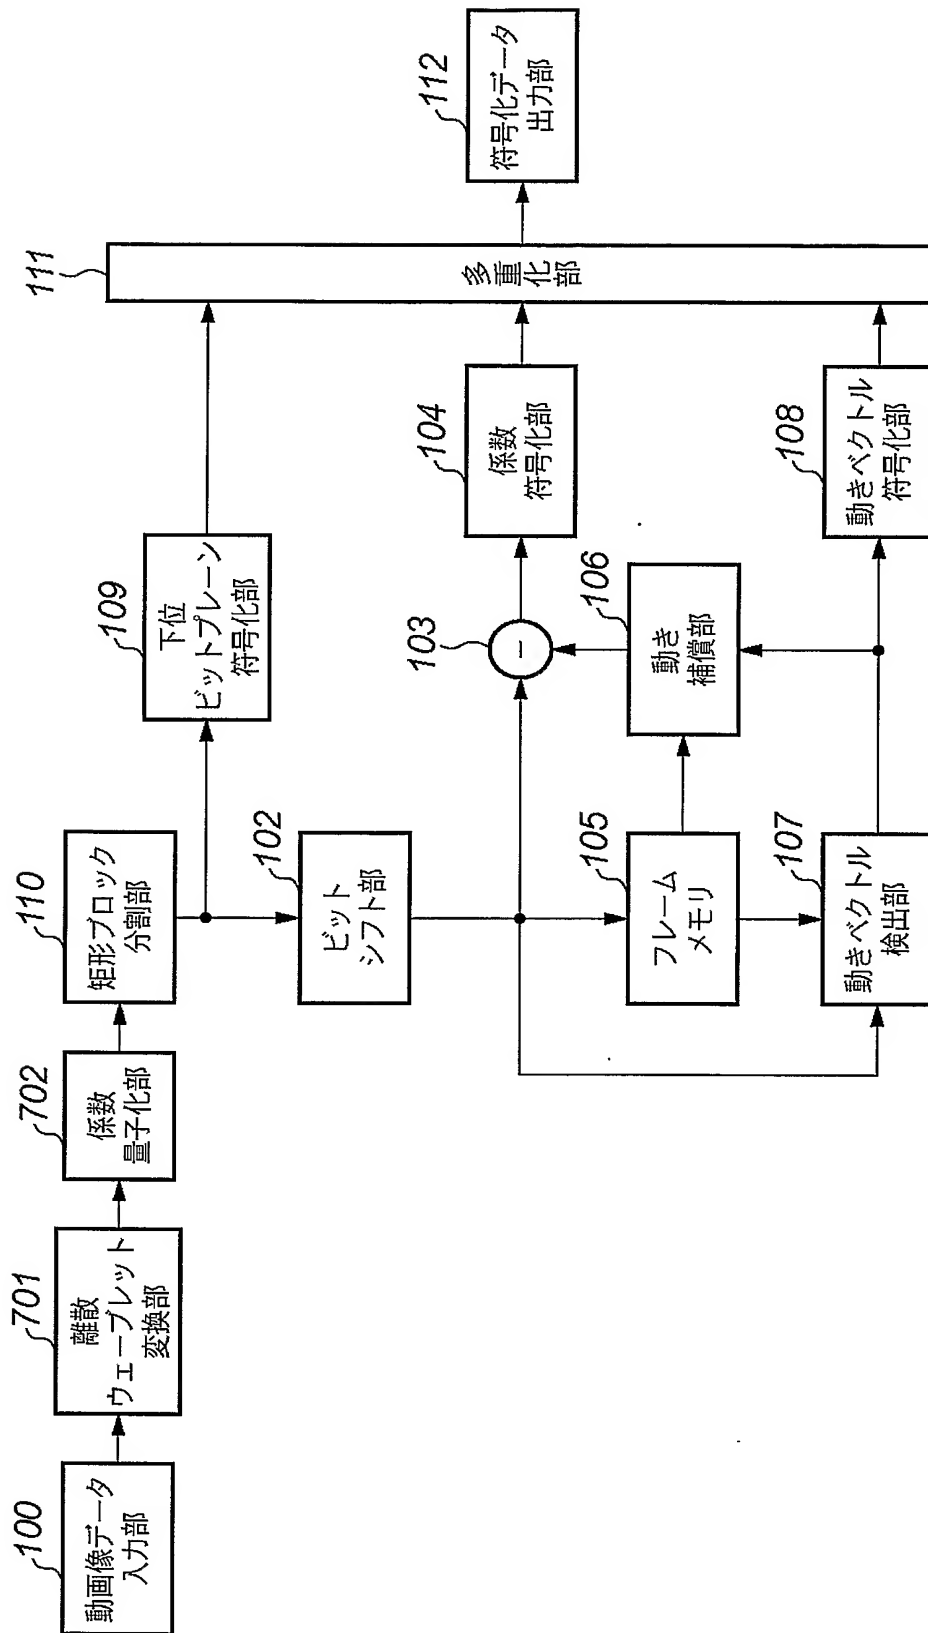 100
動画像データ
入力部
701
離散
ウェーブレット
変換部
702
係数
量子化部
110
矩形ブロック
分割部
109
下位
ビットプレーン
符号化部
102
ビット
シフト部
103
−
104
係数
符号化部
105
フレーム
メモリ
106
動き
補償部
107
動きベクトル
検出部
108
動きベクトル
符号化部
111
多重化部
112
符号化データ
出力部